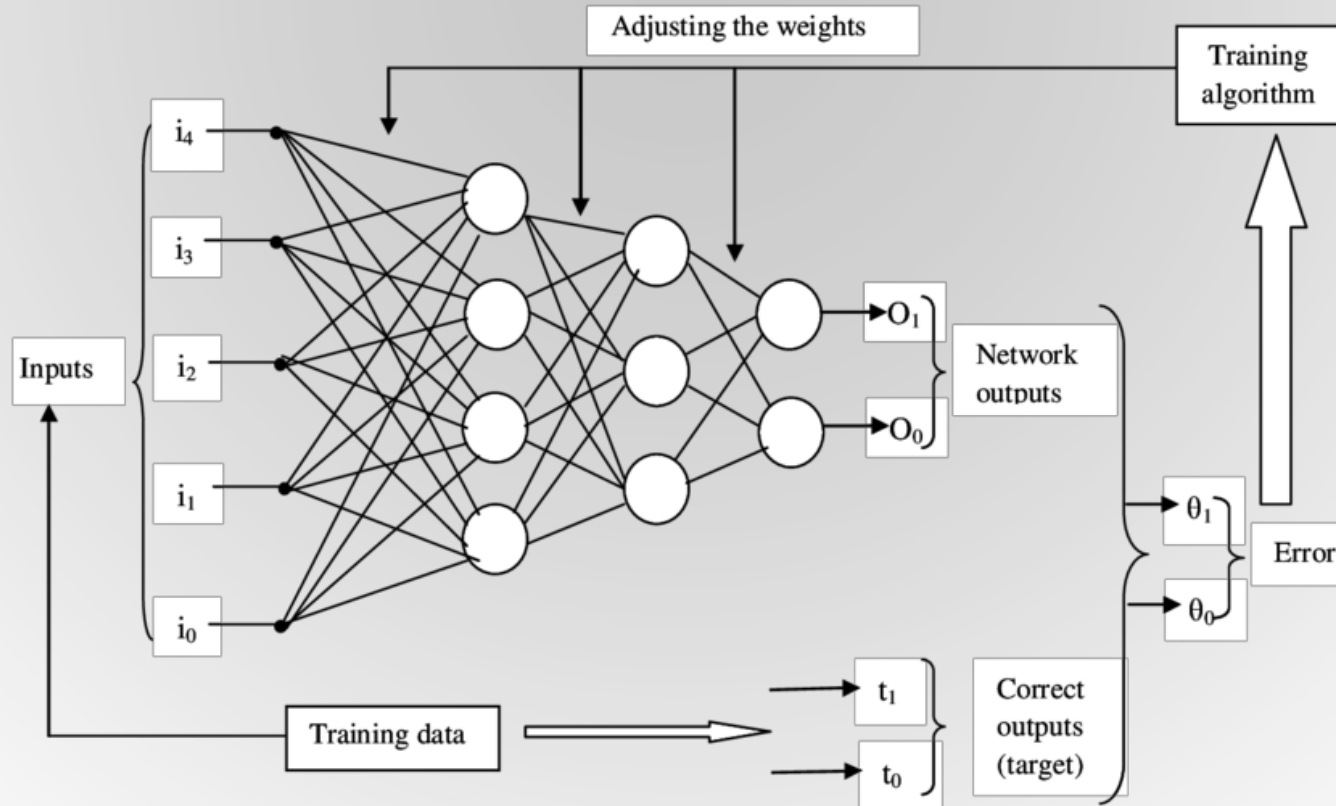 Adjusting the weights
Training
algorithm
i₄
i₃
Inputs
i₂
i₁
i₀
O₁
O₀
Network
outputs
θ₁
θ₀
Error
Training data
t₁
t₀
Correct
outputs
(target)